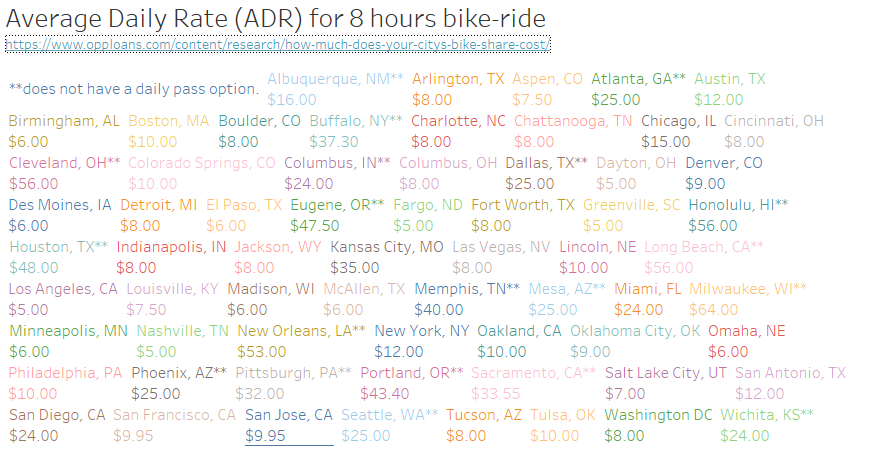 Average Daily Rate (ADR) for 8 hours bike-ride
https://www.opploans.com/content/research/how-much-does-your-citys-bike-share-cost/
**does not have a daily pass option. Albuquerque, NM** Arlington, TX Aspen, CO Atlanta, GA** Austin, TX
$16.00 $8.00 $7.50 $25.00 $12.00
Birmingham, AL Boston, MA Boulder, CO Buffalo, NY** Charlotte, NC Chattanooga, TN Chicago, IL Cincinnati, OH
$6.00 $10.00 $8.00 $37.30 $8.00 $8.00 $15.00 $8.00
Cleveland, OH** Colorado Springs, CO Columbus, IN** Columbus, OH Dallas, TX** Dayton, OH Denver, CO
$56.00 $10.00 $24.00 $8.00 $25.00 $5.00 $9.00
Des Moines, IA Detroit, MI El Paso, TX Eugene, OR** Fargo, ND Fort Worth, TX Greenville, SC Honolulu, HI**
$6.00 $8.00 $6.00 $47.50 $5.00 $8.00 $5.00 $56.00
Houston, TX** Indianapolis, IN Jackson, WY Kansas City, MO Las Vegas, NV Lincoln, NE Long Beach, CA**
$48.00 $8.00 $8.00 $35.00 $8.00 $10.00 $56.00
Los Angeles, CA Louisville, KY Madison, WI McAllen, TX Memphis, TN** Mesa, AZ** Miami, FL Milwaukee, WI**
$5.00 $7.50 $6.00 $6.00 $40.00 $25.00 $24.00 $64.00
Minneapolis, MN Nashville, TN New Orleans, LA** New York, NY Oakland, CA Oklahoma City, OK Omaha, NE
$6.00 $5.00 $53.00 $12.00 $10.00 $9.00 $6.00
Philadelphia, PA Phoenix, AZ** Pittsburgh, PA** Portland, OR** Sacramento, CA** Salt Lake City, UT San Antonio, TX
$10.00 $25.00 $32.00 $43.40 $33.55 $7.00 $12.00
San Diego, CA San Francisco, CA San Jose, CA Seattle, WA** Tucson, AZ Tulsa, OK Washington DC Wichita, KS**
$24.00 $9.95 $9.95 $25.00 $8.00 $10.00 $8.00 $24.00